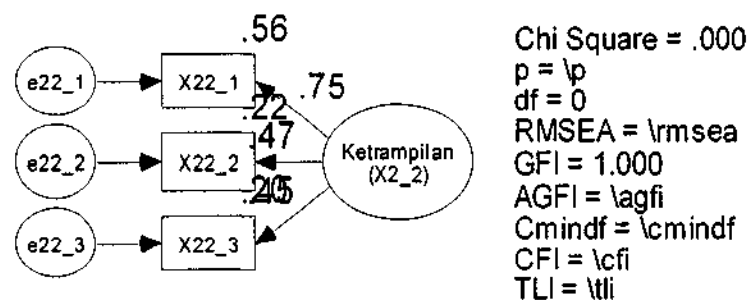 .56
e22_1
X22_1
.75
.22
e22_2
X22_2
.47
Ketrampilan
(X2_2)
e22_3
X22_3
Chi Square = .000
p = \p
df = 0
RMSEA = \rmsea
GFI = 1.000
AGFI = \agfi
Cmindf = \cmindf
CFI = \cfi
TLI = \tli